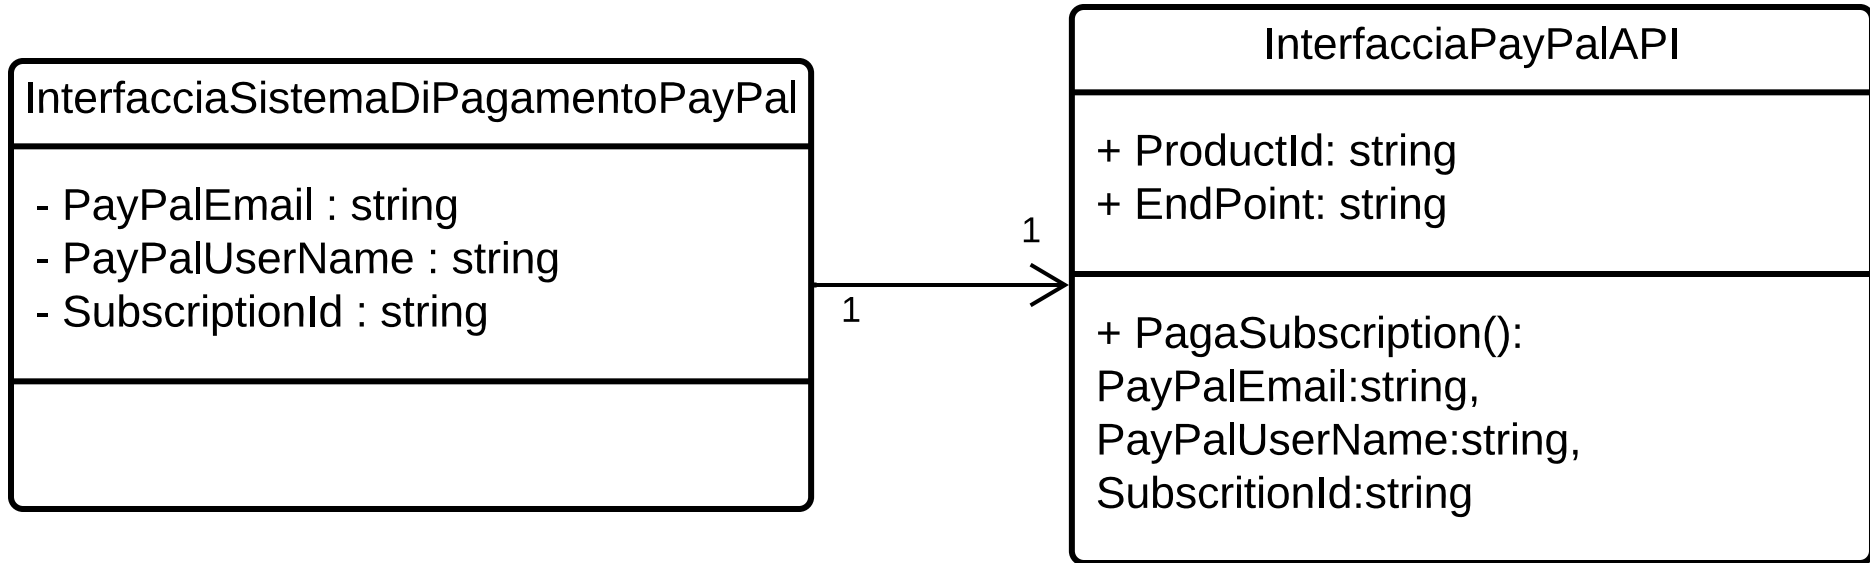 InterfacciaSistemaDiPagamentoPayPal
- PayPalEmail : string
- PayPalUserName : string
- SubscriptionId : string
1
1
InterfacciaPayPalAPI
+ ProductId: string
+ EndPoint: string
+ PagaSubscription():
PayPalEmail:string,
PayPalUserName:string,
SubscritionId:string